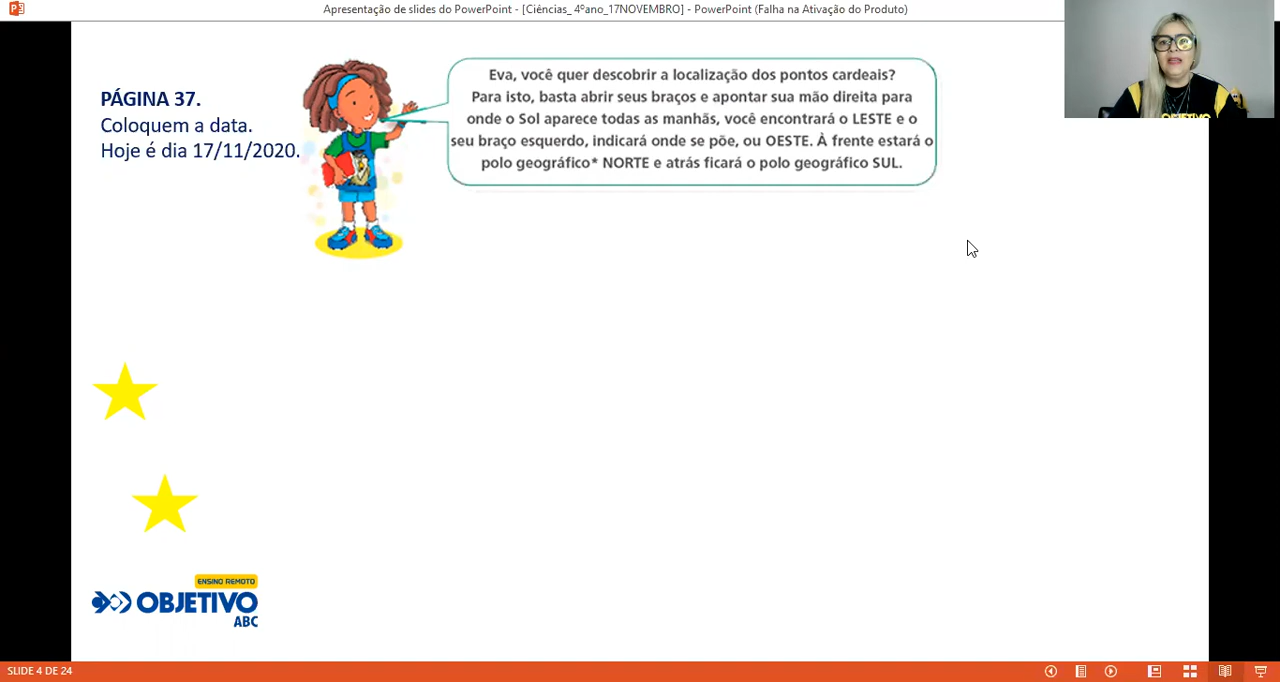 Apresentação de slides do PowerPoint - [Ciências_ 4ºano_17NOVEMBRO] - PowerPoint (Falha na Ativação do Produto)
PÁGINA 37.
Coloquem a data.
Hoje é dia 17/11/2020.
Eva, você quer descobrir a localização dos pontos cardeais?
Para isto, basta abrir seus braços e apontar sua mão direita para
onde o Sol aparece todas as manhãs, você encontrará o LESTE e o
seu braço esquerdo, indicará onde se põe, ou OESTE. À frente estará o
polo geográfico* NORTE e atrás ficará o polo geográfico SUL.
OBJETIVO
ENSINO REMOTO
OBJETIVO
ABC
SLIDE 4 DE 24